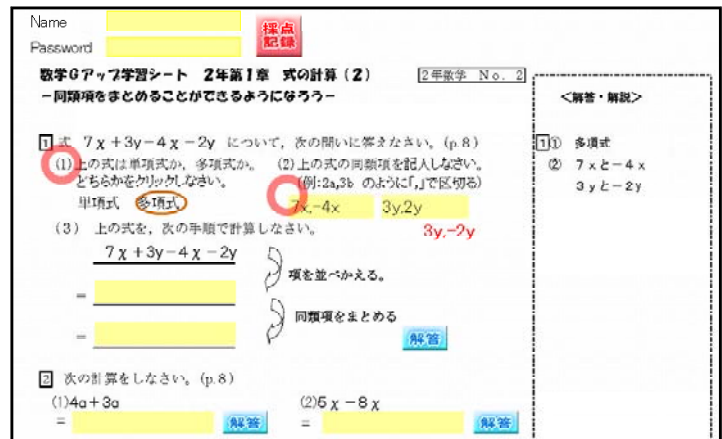 Name
Password
採点
記録
数学Gアップ学習シート 2年第1章 式の計算(2)
2年数学 No. 2
-同類項をまとめることができるようになろう-
1 式 7χ+3y-4χ-2y について,次の問いに答えなさい。(p.8)
(1)上の式は単項式か,多項式か。
どちらかをクリックしなさい。
単項式 多項式
(2)上の式の同類項を記入しなさい。
(例:2a,3b のように「,」で区切る)
7x,-4x 3y,2y
3y,-2y
(3) 上の式を,次の手順で計算しなさい。
7χ+3y-4χ-2y
項を並べかえる。
=
同類項をまとめる
=
解答
2 次の計算をしなさい。(p.8)
(1)4a+3a
=
解答
(2)5χ-8χ
=
解答
<解答・解説>
1① 多項式
② 7xと-4x
3yと-2y